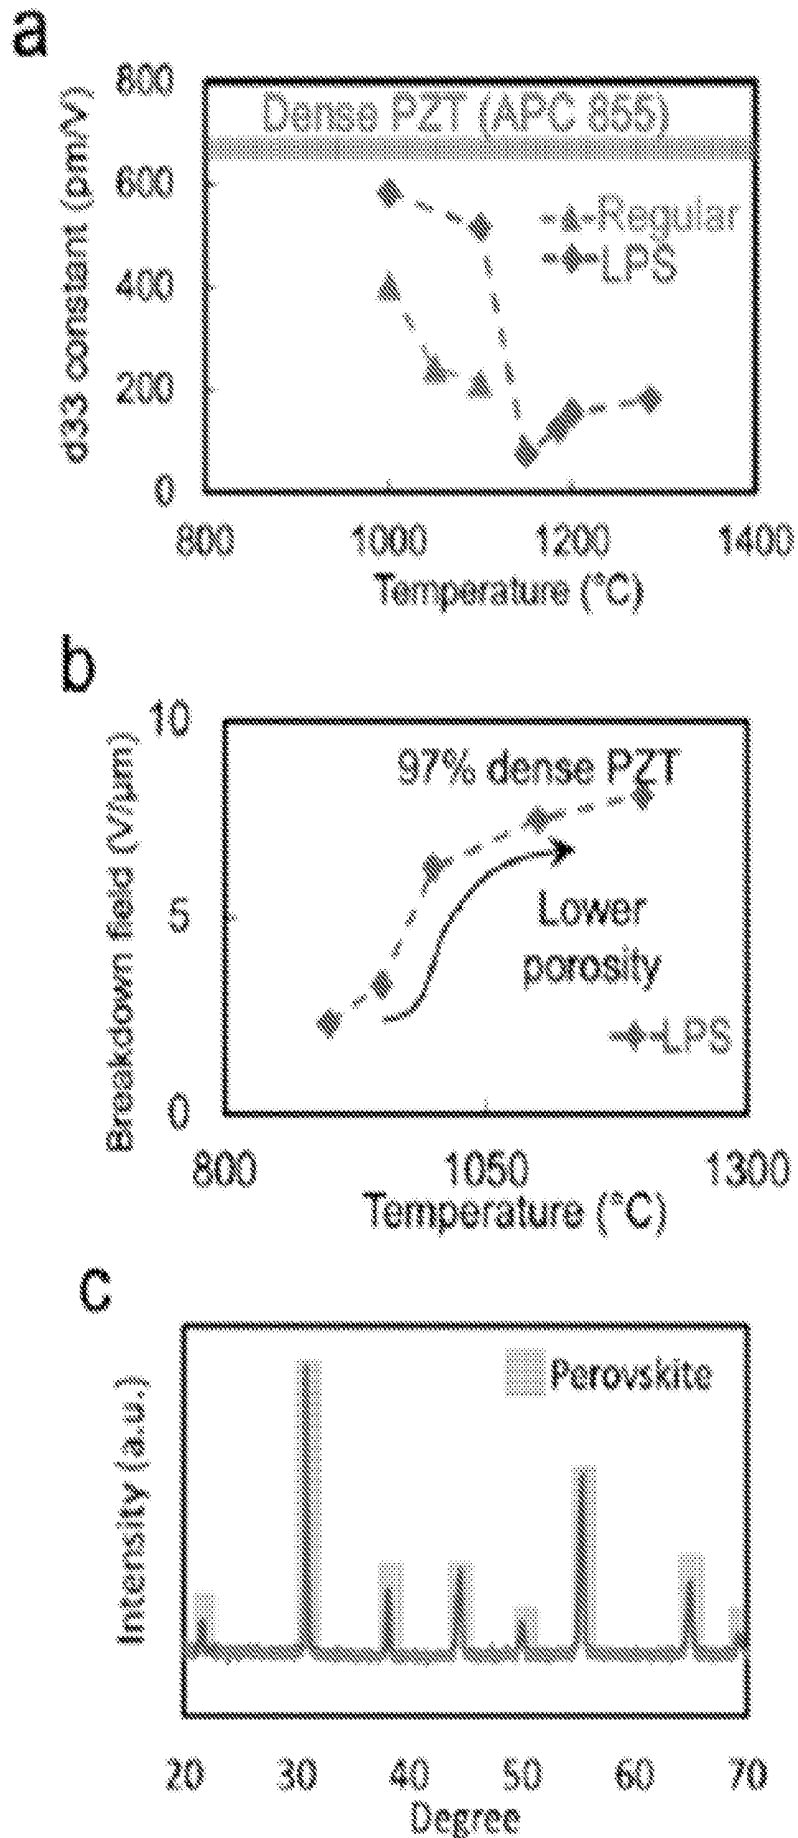 a
800
Dense PZT (APC 855)
600
Regular
LPS
400
200
0
d33 constant (pm/V)
800 1000 1200 1400
Temperature (°C)
b
10
97% dense PZT
5
Lower
porosity
LPS
0
Breakdown field (V/μm)
800 1050 1300
Temperature (°C)
c
Perovskite
Intensity (a.u.)
20 30 40 50 60 70
Degree